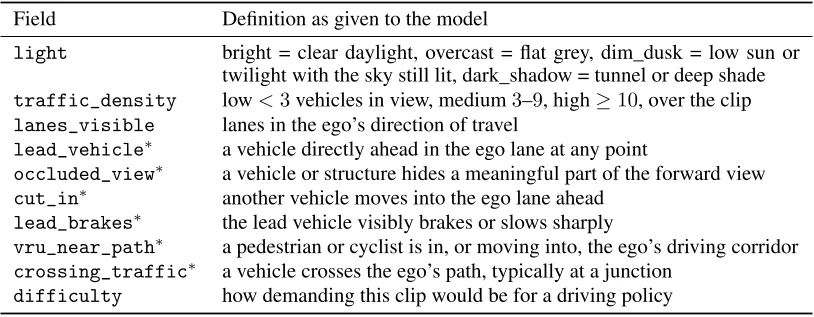 Field Definition as given to the model
light bright = clear daylight, overcast = flat grey, dim_dusk = low sun or
twilight with the sky still lit, dark_shadow = tunnel or deep shade
traffic_density low < 3 vehicles in view, medium 3–9, high ≥ 10, over the clip
lanes_visible lanes in the ego's direction of travel
lead_vehicle* a vehicle directly ahead in the ego lane at any point
occluded_view* a vehicle or structure hides a meaningful part of the forward view
cut_in* another vehicle moves into the ego lane ahead
lead_brakes* the lead vehicle visibly brakes or slows sharply
vru_near_path* a pedestrian or cyclist is in, or moving into, the ego's driving corridor
crossing_traffic* a vehicle crosses the ego's path, typically at a junction
difficulty how demanding this clip would be for a driving policy